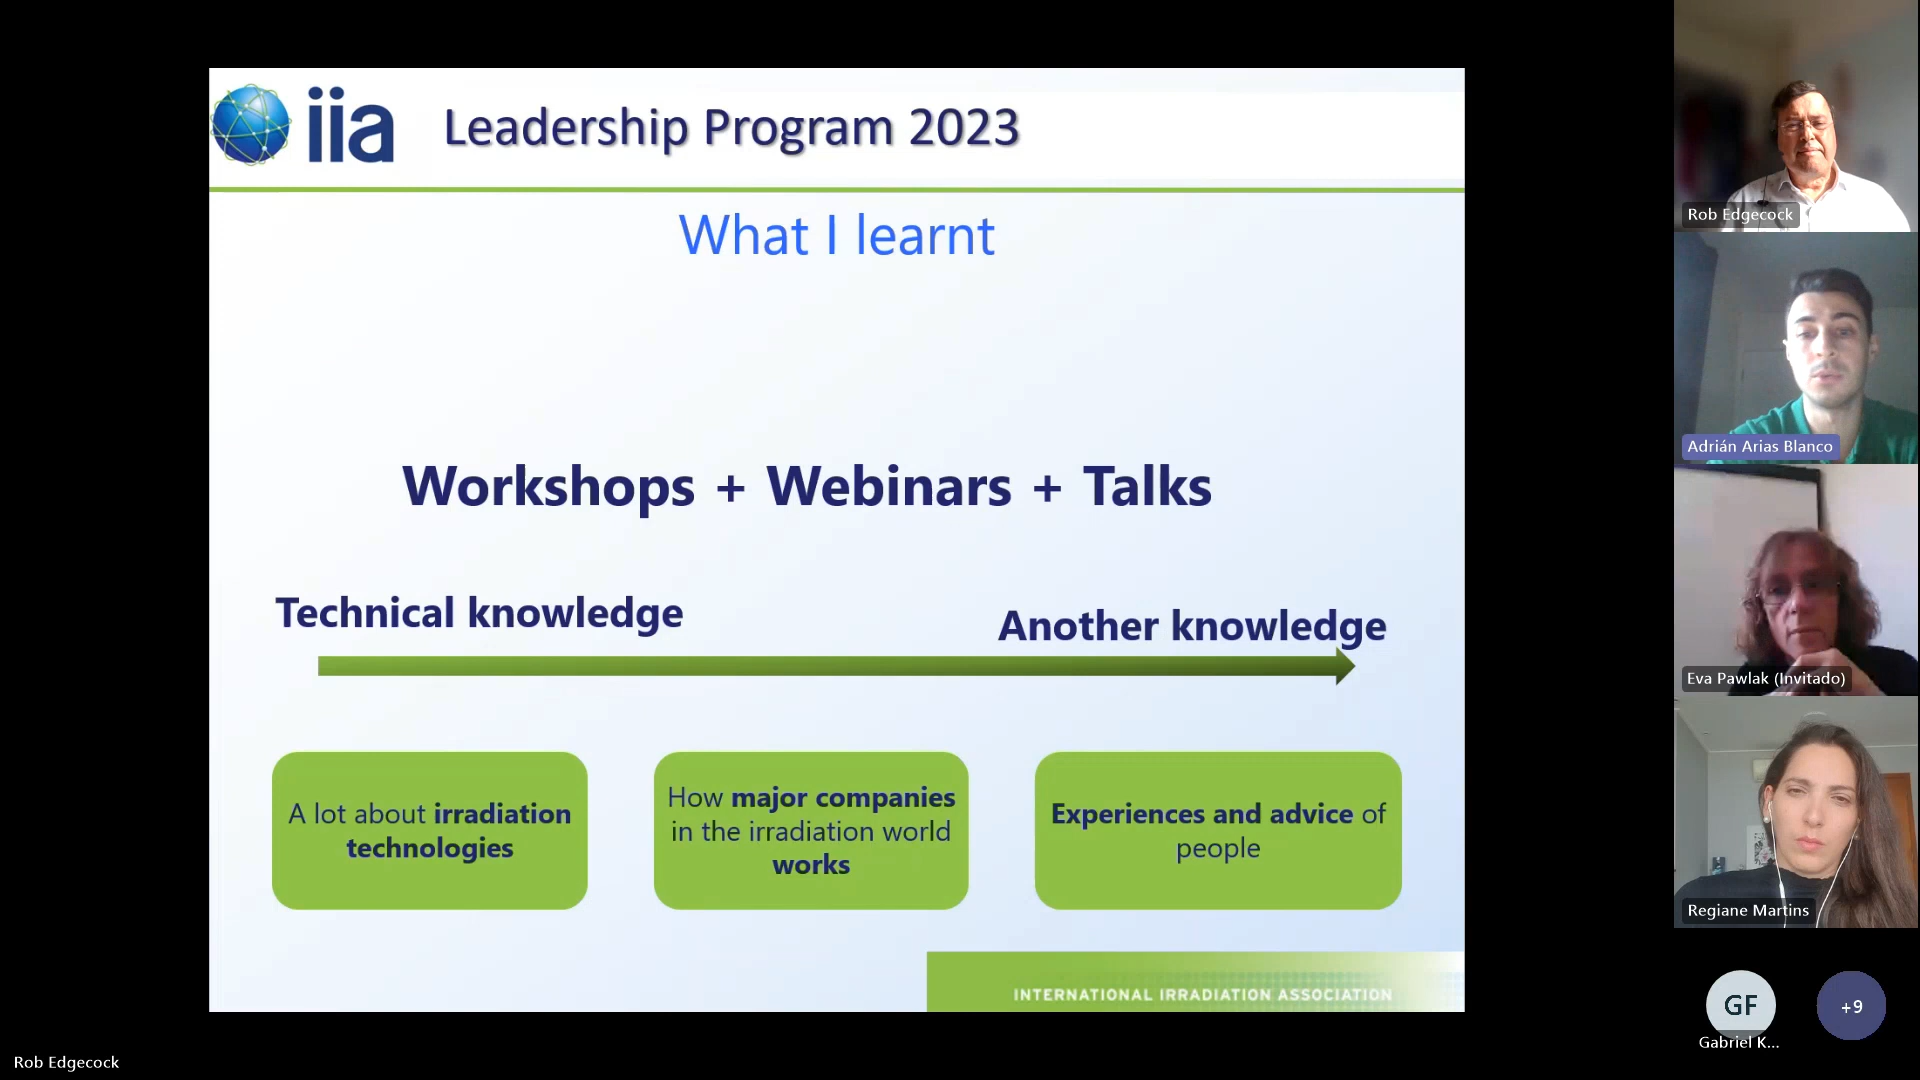 iia
Leadership Program 2023
What I learnt
Workshops + Webinars + Talks
Technical knowledge
Another knowledge
A lot about irradiation
technologies
How major companies
in the irradiation world
works
Experiences and advice of
people
INTERNATIONAL IRRADIATION ASSOCIATION
Rob Edgecock
Adrián Arias Blanco
Eva Pawlak (Invitado)
Regiane Martins
GF
Gabriel K...
+9
Rob Edgecock